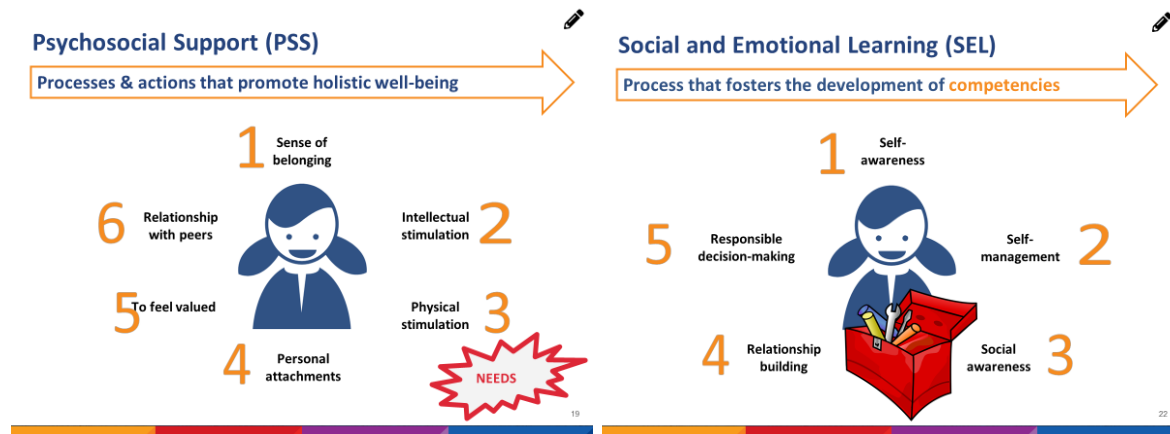 Psychosocial Support (PSS)
Processes & actions that promote holistic well-being
1
Sense of
belonging
2
Intellectual
stimulation
3
Physical
stimulation
4
Personal
attachments
5
To feel valued
6
Relationship
with peers
NEEDS
19
Social and Emotional Learning (SEL)
Process that fosters the development of competencies
1
Self-
awareness
2
Self-
management
3
Social
awareness
4
Relationship
building
5
Responsible
decision-making
22